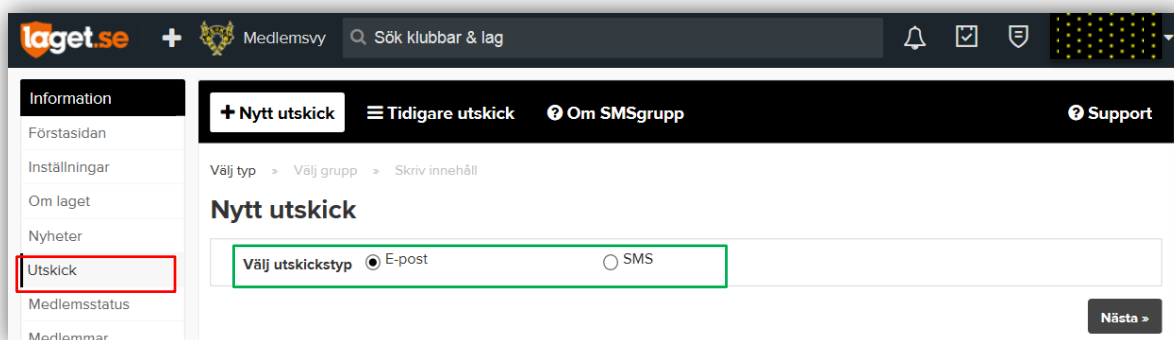 laget.se + Medlemsvy Sök klubbar & lag
Information
Förstasidan
Inställningar
Om laget
Nyheter
Utskick
Medlemsstatus
Medlemmar
+ Nytt utskick Tidigare utskick Om SMSgrupp Support
Välj typ » Välj grupp » Skriv innehåll
Nytt utskick
Välj utskickstyp E-post SMS
Nästa »